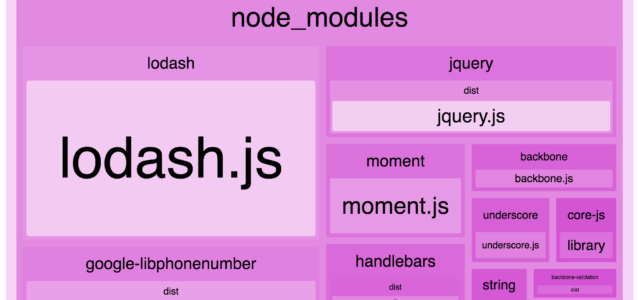 node_modules
lodash
lodash.js
jquery
dist
jquery.js
moment
moment.js
backbone
backbone.js
underscore
underscore.js
core-js
library
google-libphonenumber
dist
handlebars
dist
string
backbone-validation
dist